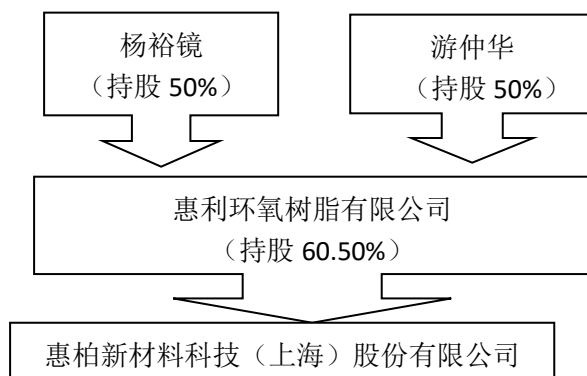 杨裕镜
（持股 50%）
游仲华
（持股 50%）
惠利环氧树脂有限公司
（持股 60.50%）
惠柏新材料科技（上海）股份有限公司